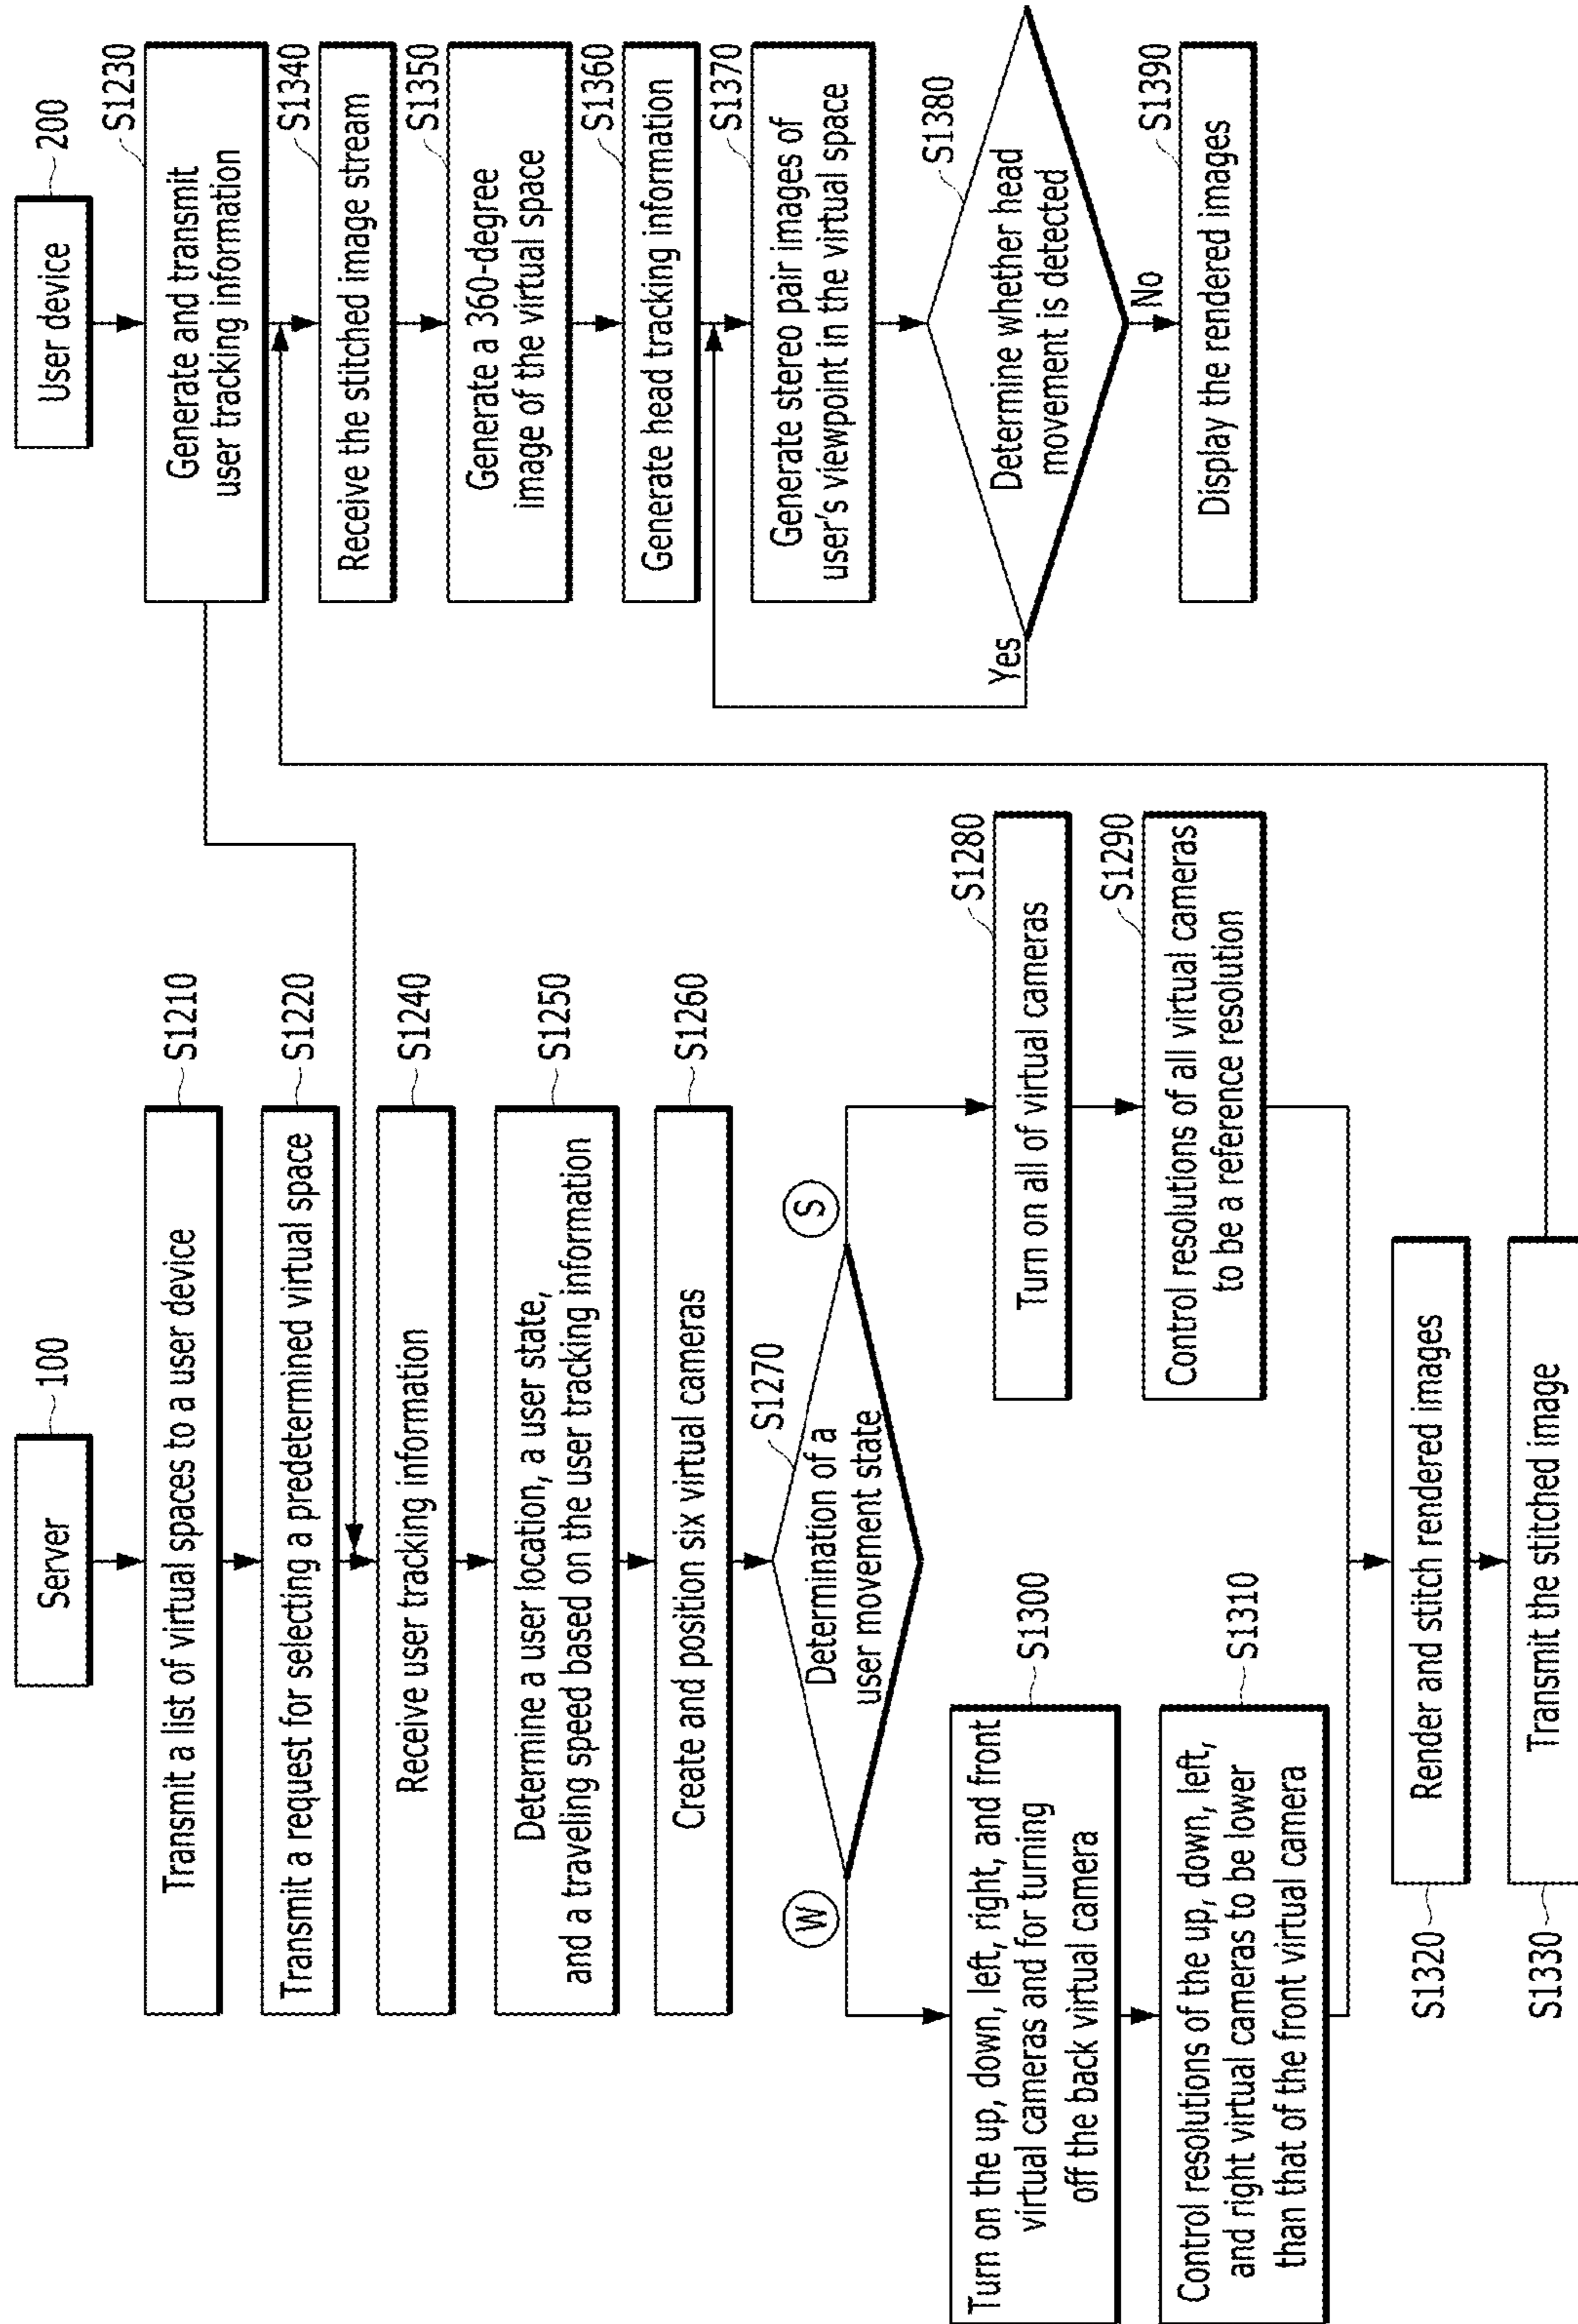 Server
100
Transmit a list of virtual spaces to a user device
S1210
Transmit a request for selecting a predetermined virtual space
S1220
Receive user tracking information
S1240
Determine a user location, a user state,
and a traveling speed based on the user tracking information
S1250
Create and position six virtual cameras
S1260
Determination of a
user movement state
S1270
W
S
Turn on the up, down, left, right, and front
virtual cameras and for turning
off the back virtual camera
S1300
Control resolutions of the up, down, left,
and right virtual cameras to be lower
than that of the front virtual camera
S1310
Turn on all of virtual cameras
S1280
Control resolutions of all virtual cameras
to be a reference resolution
S1290
Render and stitch rendered images
S1320
Transmit the stitched image
S1330
User device
200
Generate and transmit
user tracking information
S1230
Receive the stitched image stream
S1340
Generate a 360-degree
image of the virtual space
S1350
Generate head tracking information
S1360
Generate stereo pair images of
user's viewpoint in the virtual space
S1370
Determine whether head
movement is detected
S1380
Yes
No
Display the rendered images
S1390